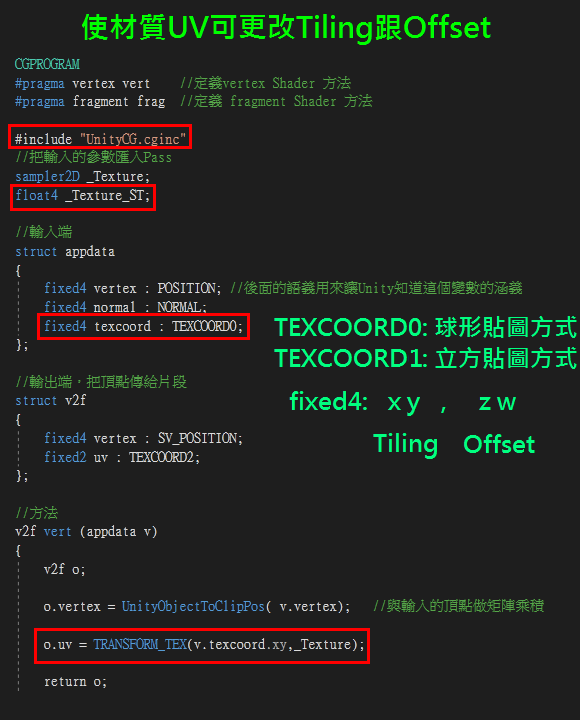 使材質UV可更改Tiling跟Offset
CGPROGRAM
#pragma vertex vert //定義vertex Shader 方法
#pragma fragment frag //定義 fragment Shader 方法
#include "UnityCG.cginc"
//把輸入的參數匯入Pass
sampler2D _Texture;
float4 _Texture_ST;
//輸入端
struct appdata
{
fixed4 vertex : POSITION; //後面的語義用來讓Unity知道這個變數的涵義
fixed4 normal : NORMAL;
fixed4 texcoord : TEXCOORD0;
};
TEXCOORD0: 球形貼圖方式
TEXCOORD1: 立方貼圖方式
fixed4: x y , z w
Tiling Offset
//輸出端，把頂點傳給片段
struct v2f
{
fixed4 vertex : SV_POSITION;
fixed2 uv : TEXCOORD2;
};
//方法
v2f vert (appdata v)
{
v2f o;
o.vertex = UnityObjectToClipPos( v.vertex); //與輸入的頂點做矩陣乘積
o.uv = TRANSFORM_TEX(v.texcoord.xy,_Texture);
return o;